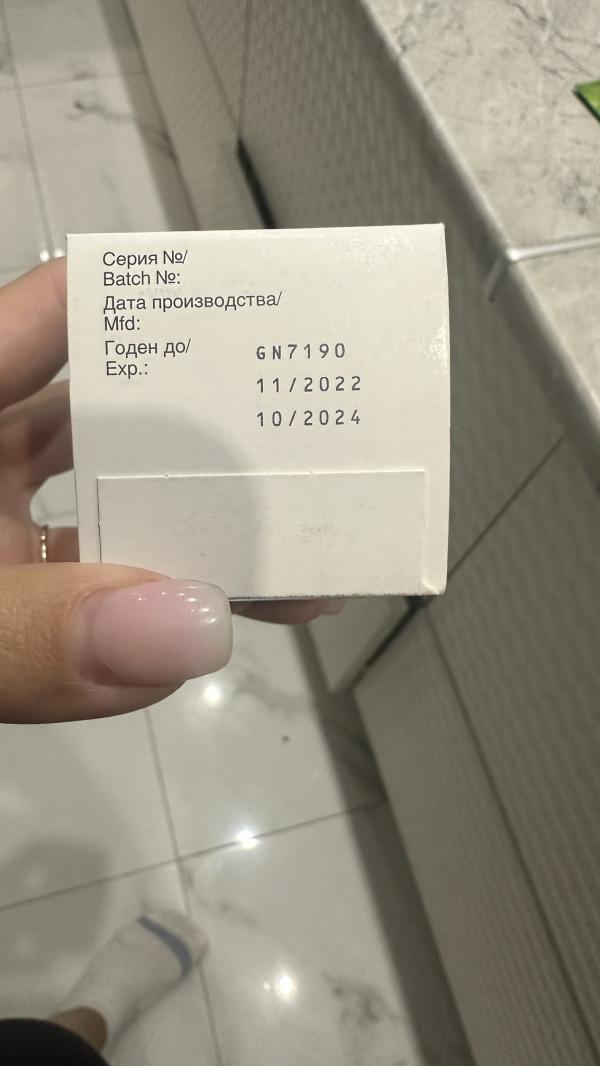 Серия №/
Batch №:
Дата производства/
Mfd:
Годен до/
Exp.:
GN7190
11/2022
10/2024